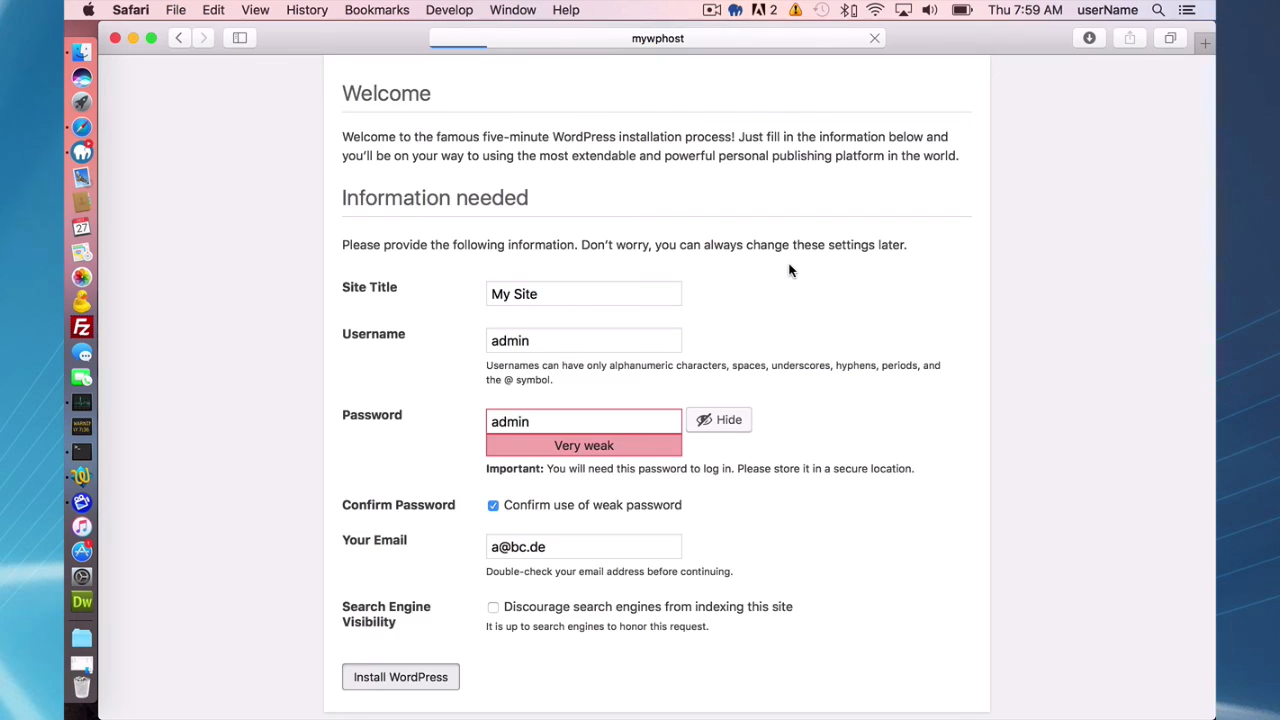 Safari File Edit View History Bookmarks Develop Window Help 2 Thu 7:59 AM userName
mywphost
Welcome
Welcome to the famous five-minute WordPress installation process! Just fill in the information below and
you’ll be on your way to using the most extendable and powerful personal publishing platform in the world.
Information needed
Please provide the following information. Don’t worry, you can always change these settings later.
Site Title
My Site
Username
admin
Usernames can have only alphanumeric characters, spaces, underscores, hyphens, periods, and
the @ symbol.
Password
admin
Hide
Very weak
Important: You will need this password to log in. Please store it in a secure location.
Confirm Password
Confirm use of weak password
Your Email
a@bc.de
Double-check your email address before continuing.
Search Engine
Visibility
Discourage search engines from indexing this site
It is up to search engines to honor this request.
Install WordPress
27
Fz
Dw